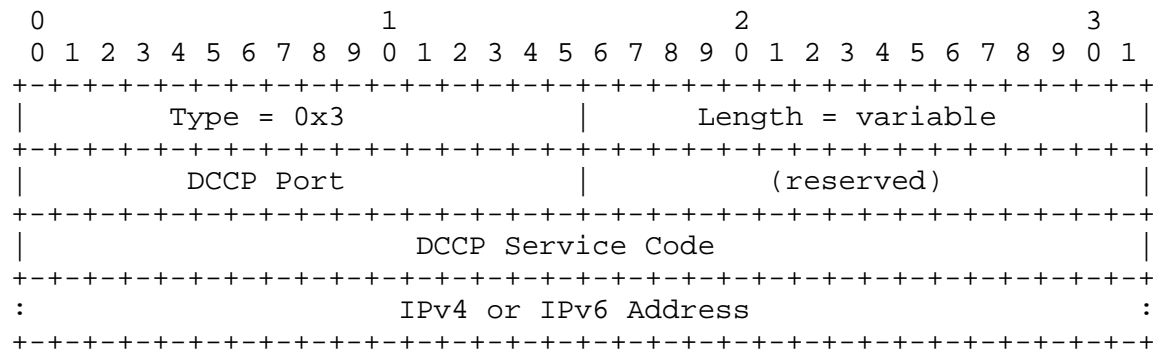 0                   1                   2                   3
 0 1 2 3 4 5 6 7 8 9 0 1 2 3 4 5 6 7 8 9 0 1 2 3 4 5 6 7 8 9 0 1
+-+-+-+-+-+-+-+-+-+-+-+-+-+-+-+-+-+-+-+-+-+-+-+-+-+-+-+-+-+-+-+-+
|        Type = 0x3              |      Length = variable        |
+-+-+-+-+-+-+-+-+-+-+-+-+-+-+-+-+-+-+-+-+-+-+-+-+-+-+-+-+-+-+-+-+
|         DCCP Port              |          (reserved)           |
+-+-+-+-+-+-+-+-+-+-+-+-+-+-+-+-+-+-+-+-+-+-+-+-+-+-+-+-+-+-+-+-+
|                      DCCP Service Code                        |
+-+-+-+-+-+-+-+-+-+-+-+-+-+-+-+-+-+-+-+-+-+-+-+-+-+-+-+-+-+-+-+-+
:                     IPv4 or IPv6 Address                      :
+-+-+-+-+-+-+-+-+-+-+-+-+-+-+-+-+-+-+-+-+-+-+-+-+-+-+-+-+-+-+-+-+